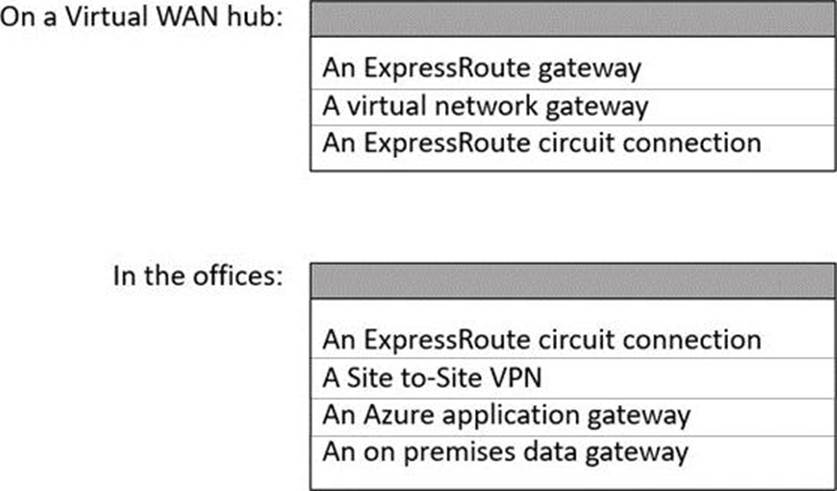 On a Virtual WAN hub:
An ExpressRoute gateway
A virtual network gateway
An ExpressRoute circuit connection
In the offices:
An ExpressRoute circuit connection
A Site to-Site VPN
An Azure application gateway
An on premises data gateway